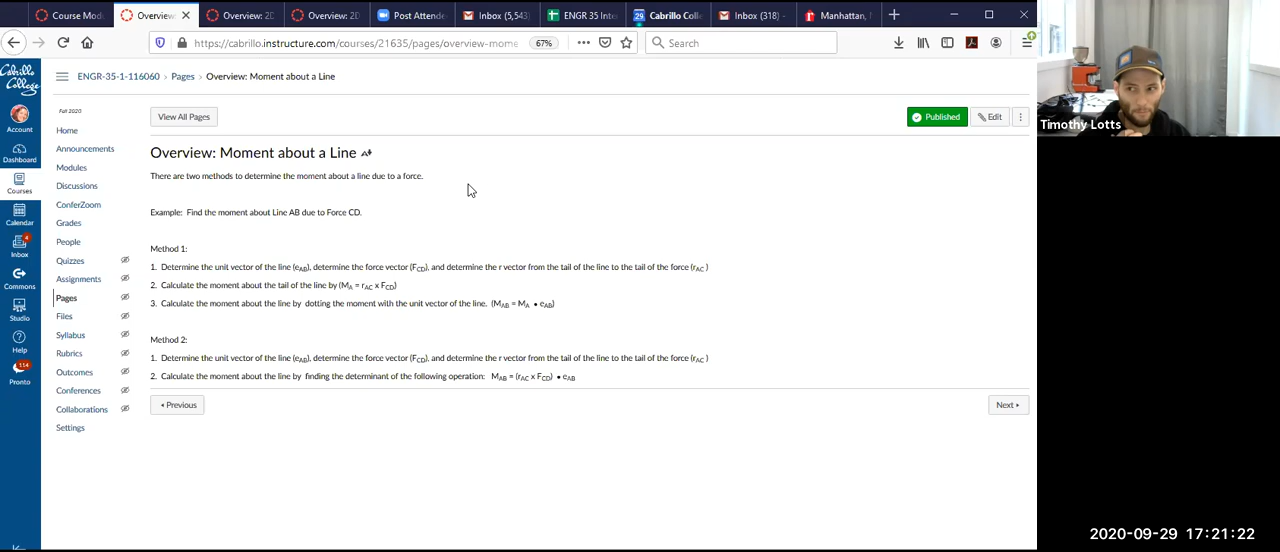 Course Mod
Overview:
Overview: 2D
Overview: 2D
Post Attende
Inbox (5,543)
ENGR 35 Inte
29
Cabrillo Coll
Inbox (318) -
Manhattan, 
https://cabrillo.instructure.com/courses/21635/pages/overview-mome
67%
Search
Cabrillo
College
ENGR-35-1-116060 › Pages › Overview: Moment about a Line
Account
Dashboard
Courses
Calendar
4
Inbox
Commons
Studio
Help
114
Pronto
Fall 2020
Home
Announcements
Modules
Discussions
ConferZoom
Grades
People
Quizzes
Assignments
Pages
Files
Syllabus
Rubrics
Outcomes
Conferences
Collaborations
Settings
View All Pages
Published
Edit
Overview: Moment about a Line
There are two methods to determine the moment about a line due to a force.
Example: Find the moment about Line AB due to Force CD.
Method 1:
1. Determine the unit vector of the line (eAB), determine the force vector (FCD), and determine the r vector from the tail of the line to the tail of the force (rAC )
2. Calculate the moment about the tail of the line by (MA = rAC x FCD)
3. Calculate the moment about the line by dotting the moment with the unit vector of the line. (MAB = MA • eAB)
Method 2:
1. Determine the unit vector of the line (eAB), determine the force vector (FCD), and determine the r vector from the tail of the line to the tail of the force (rAC )
2. Calculate the moment about the line by finding the determinant of the following operation: MAB = (rAC x FCD) • eAB
◂ Previous
Next ▸
Timothy Lotts
2020-09-29 17:21:22